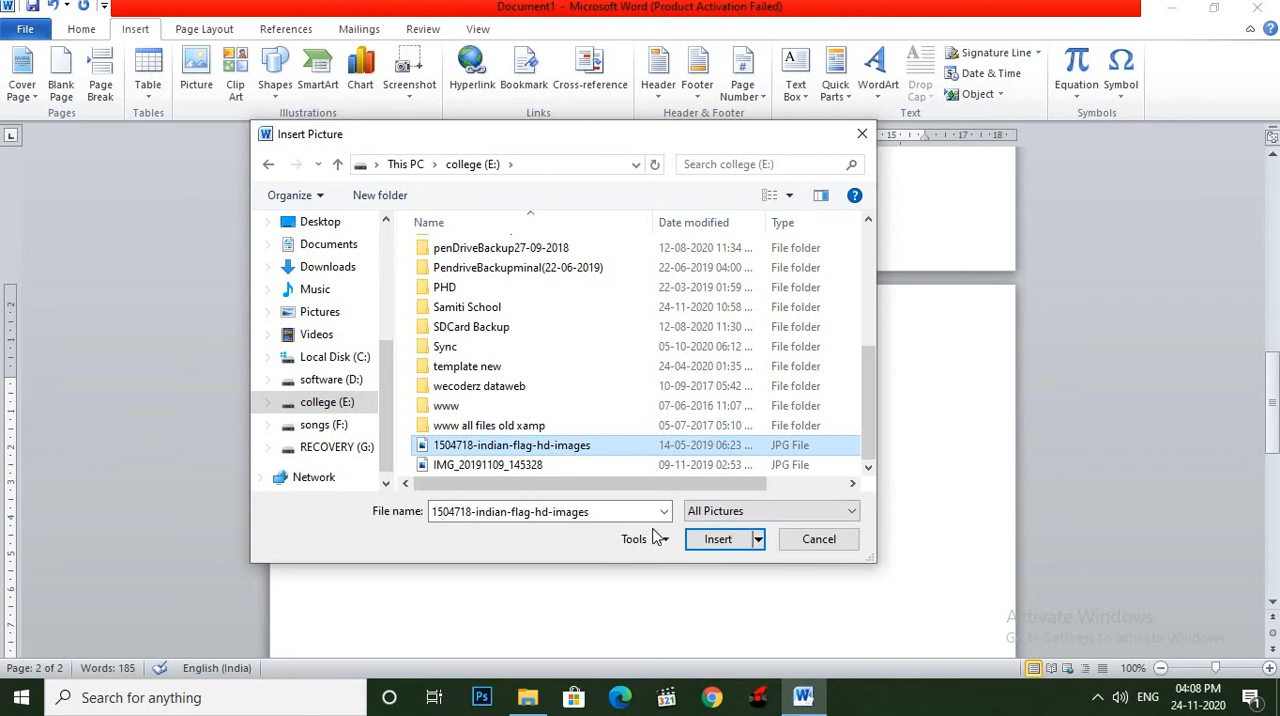 Document1 - Microsoft Word (Product Activation Failed)
File Home Insert Page Layout References Mailings Review View
Cover Page Blank Page Page Break Table Picture Clip Art Shapes SmartArt Chart Screenshot Hyperlink Bookmark Cross-reference Header Footer Page Number Text Box Quick Parts WordArt Drop Cap Signature Line Date & Time Object Equation Symbol
Pages Tables Links Header & Footer Text Symbols
Insert Picture
15 17 18
This PC college (E:) Search college (E:)
Organize New folder
Name Date modified Type
Desktop
Documents
Downloads
Music
Pictures
Videos
Local Disk (C:)
software (D:)
college (E:)
songs (F:)
RECOVERY (G:)
Network
penDriveBackup27-09-2018 12-08-2020 11:34 ... File folder
PendriveBackupminal(22-06-2019) 22-06-2019 04:00 ... File folder
PHD 22-03-2019 01:59 ... File folder
Samiti School 24-11-2020 10:58 ... File folder
SDCard Backup 12-08-2020 11:30 ... File folder
Sync 05-10-2020 06:12 ... File folder
template new 24-04-2020 01:35 ... File folder
wecoderz dataweb 10-09-2017 05:42 ... File folder
www 07-06-2016 11:07 ... File folder
www all files old xamp 05-07-2017 05:10 ... File folder
1504718-indian-flag-hd-images 14-05-2019 06:23 ... JPG File
IMG_20191109_145328 09-11-2019 02:53 ... JPG File
File name: 1504718-indian-flag-hd-images All Pictures
Tools Insert Cancel
Activate Windows
Go to Settings to activate Windows.
Page: 2 of 2 Words: 185 English (India) 100%
Search for anything
321
ENG
04:08 PM
24-11-2020
1